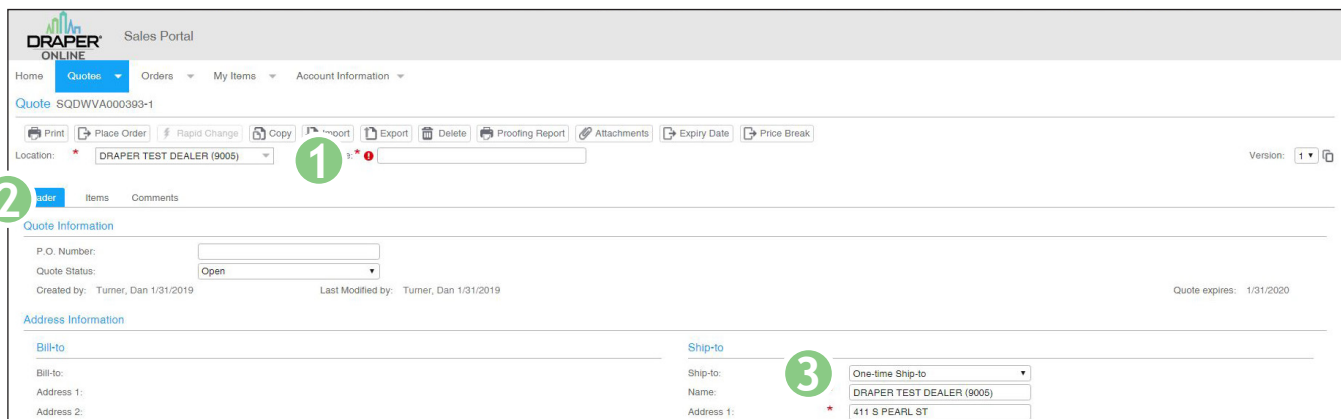 DRAPER®
ONLINE
Sales Portal
Home Quotes Orders My Items Account Information
Quote SQDWVA000393-1
Print Place Order Rapid Change Copy Import Export Delete Proofing Report Attachments Expiry Date Price Break
Location: * DRAPER TEST DEALER (9005) 1 e: * Version: 1
2 ader Items Comments
Quote Information
P.O. Number:
Quote Status: Open
Created by: Turner, Dan 1/31/2019 Last Modified by: Turner, Dan 1/31/2019 Quote expires: 1/31/2020
Address Information
Bill-to Ship-to
Bill-to: 3 Ship-to: One-time Ship-to
Address 1: Name: DRAPER TEST DEALER (9005)
Address 2: Address 1: * 411 S PEARL ST